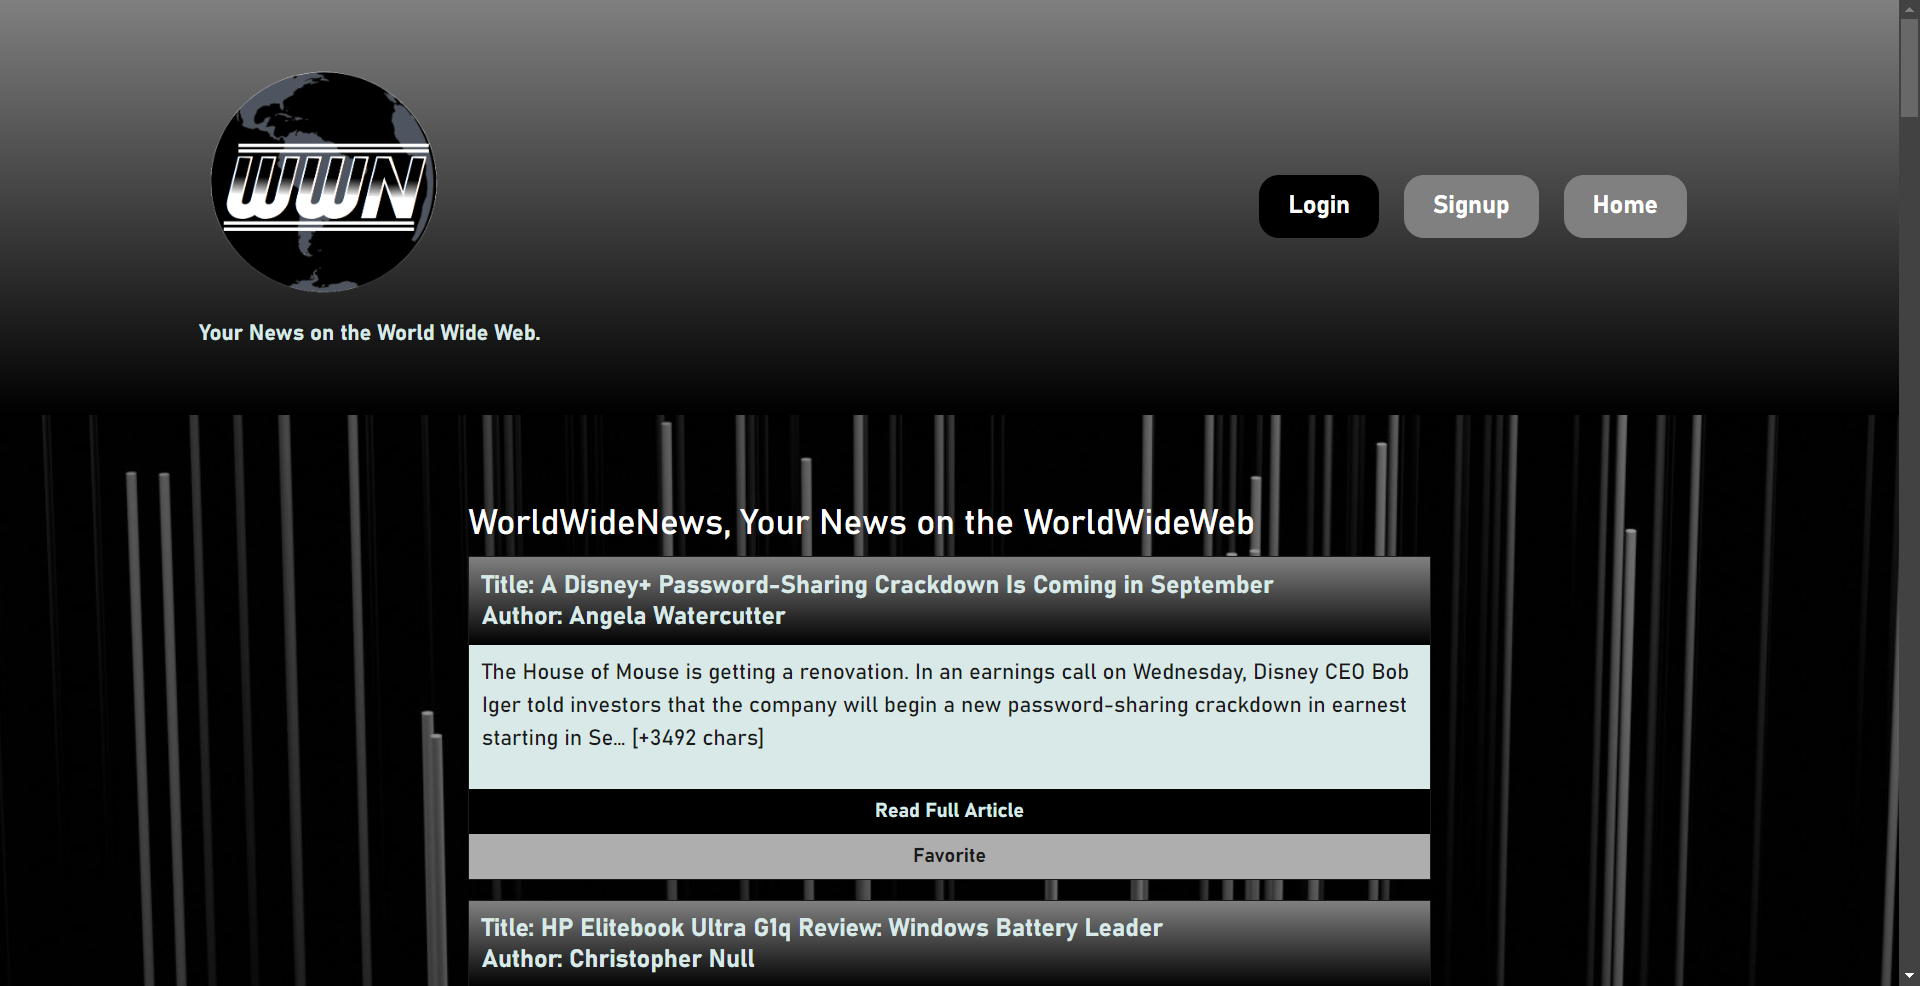 WWN
Login
Signup
Home
Your News on the World Wide Web.
WorldWideNews, Your News on the WorldWideWeb
Title: A Disney+ Password-Sharing Crackdown Is Coming in September
Author: Angela Watercutter
The House of Mouse is getting a renovation. In an earnings call on Wednesday, Disney CEO Bob
Iger told investors that the company will begin a new password-sharing crackdown in earnest
starting in Se… [+3492 chars]
Read Full Article
Favorite
Title: HP Elitebook Ultra G1q Review: Windows Battery Leader
Author: Christopher Null